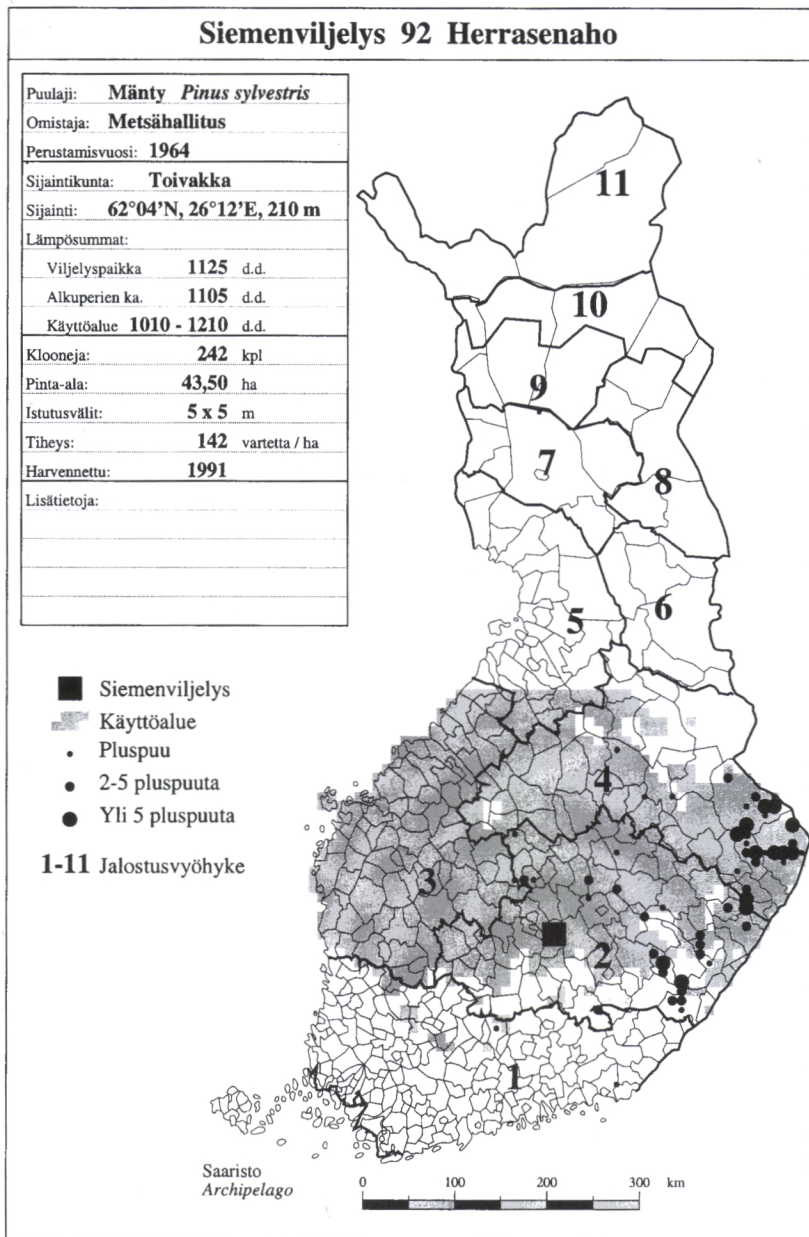 Siemenviljelys 92 Herrasenaho
Puulaji: Mänty Pinus sylvestris
Omistaja: Metsähallitus
Perustamisvuosi: 1964
Sijaintikunta: Toivakka
Sijainti: 62°04'N, 26°12'E, 210 m
Lämpösummat:
Viljelyspaikka 1125 d.d.
Alkuperien ka. 1105 d.d.
Käyttöalue 1010 - 1210 d.d.
Klooneja: 242 kpl
Pinta-ala: 43,50 ha
Istutusvälit: 5 x 5 m
Tiheys: 142 vartetta / ha
Harvennettu: 1991
Lisätietoja:
Siemenviljelys
Käyttöalue
Pluspuu
2-5 pluspuuta
Yli 5 pluspuuta
1-11 Jalostusvyöhyke
11
10
9
7
8
5
6
4
3
2
1
Saaristo
Archipelago
0 100 200 300 km